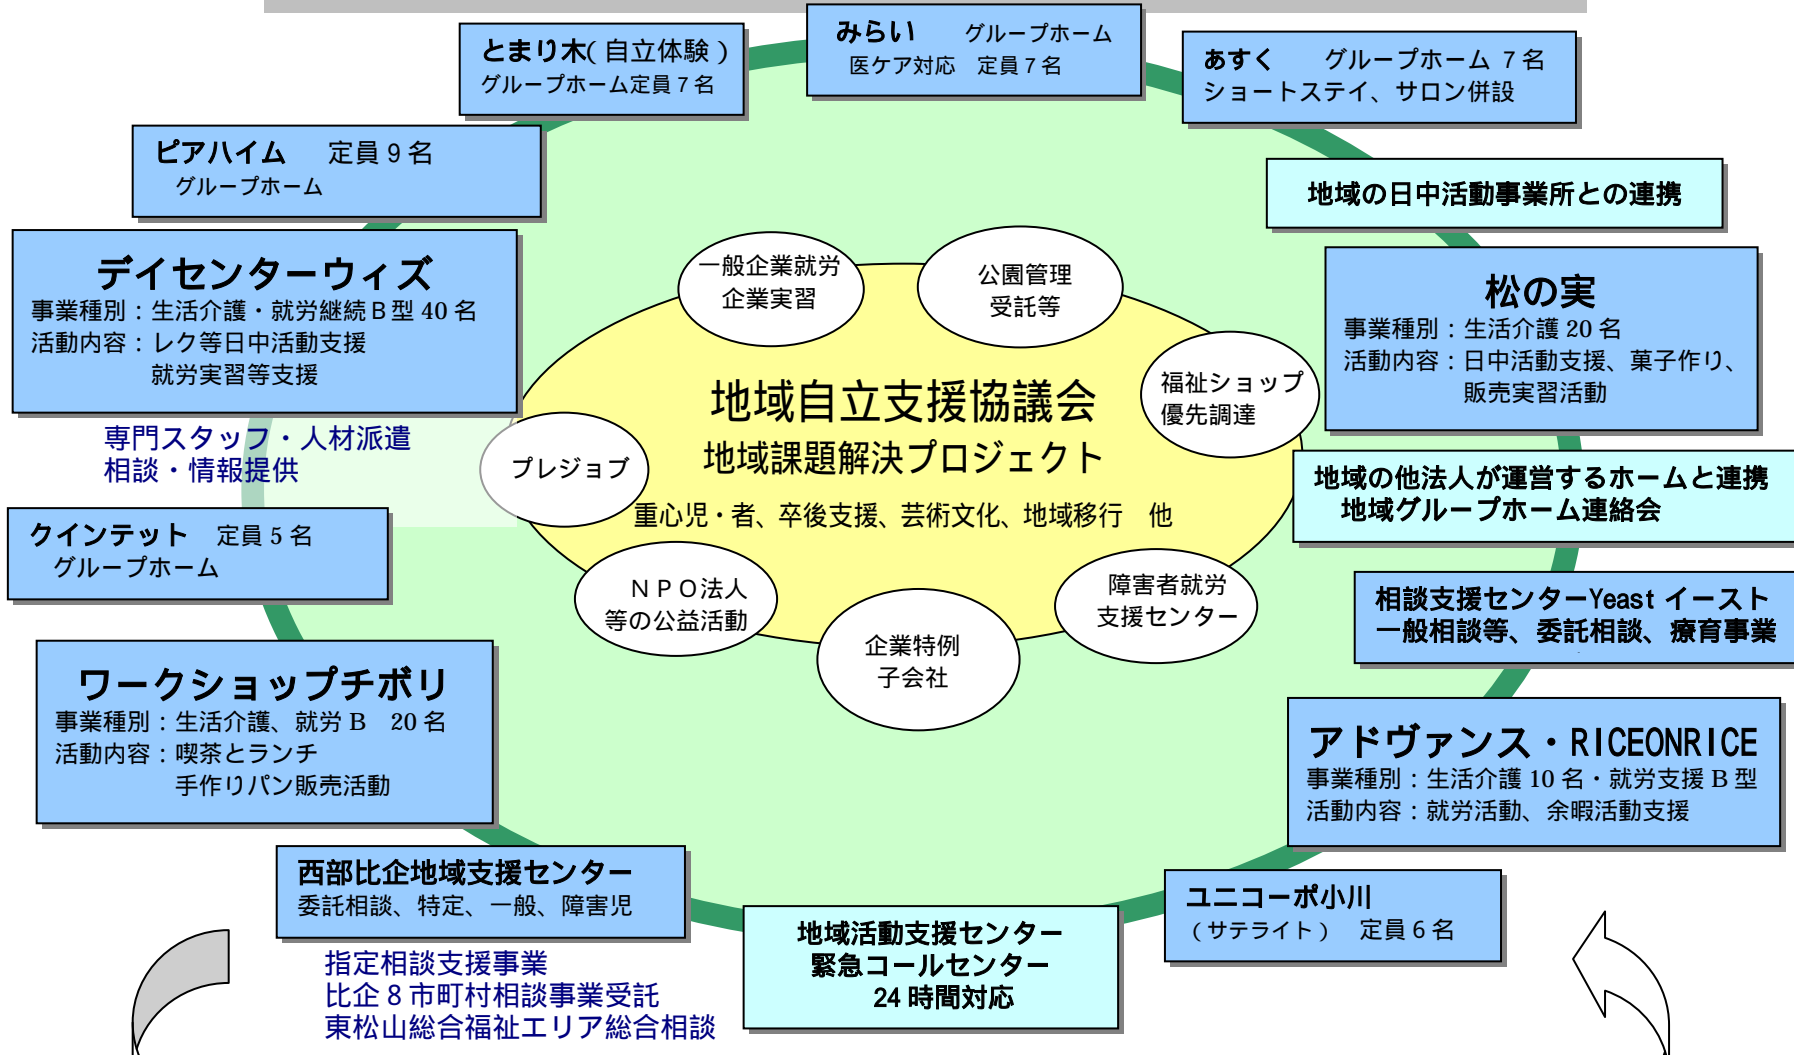 みらい　グループホーム
医ケア対応　定員７名
とまり木（自立体験）
グループホーム定員７名
あすく　グループホーム ７名
ショートステイ、サロン併設
ピアハイム　定員９名
グループホーム
地域の日中活動事業所との連携
デイセンターウィズ
事業種別：生活介護・就労継続Ｂ型 40 名
活動内容：レク等日中活動支援
就労実習等支援
専門スタッフ・人材派遣
相談・情報提供
松の実
事業種別：生活介護 20 名
活動内容：日中活動支援、菓子作り、
販売実習活動
一般企業就労
企業実習
公園管理
受託等
福祉ショップ
優先調達
地域自立支援協議会
地域課題解決プロジェクト
重心児・者、卒後支援、芸術文化、地域移行　他
プレジョブ
ＮＰＯ法人
等の公益活動
企業特例
子会社
障害者就労
支援センター
地域の他法人が運営するホームと連携
地域グループホーム連絡会
クインテット　定員 5 名
グループホーム
相談支援センターYeast イースト
一般相談等、委託相談、療育事業
ワークショップチボリ
事業種別：生活介護、就労 B　20 名
活動内容：喫茶とランチ
手作りパン販売活動
アドヴァンス・RICEONRICE
事業種別：生活介護 10 名・就労支援 B 型
活動内容：就労活動、余暇活動支援
西部比企地域支援センター
委託相談、特定、一般、障害児
指定相談支援事業
比企８市町村相談事業受託
東松山総合福祉エリア総合相談
地域活動支援センター
緊急コールセンター
24 時間対応
ユニコーポ小川
（サテライト）　定員６名